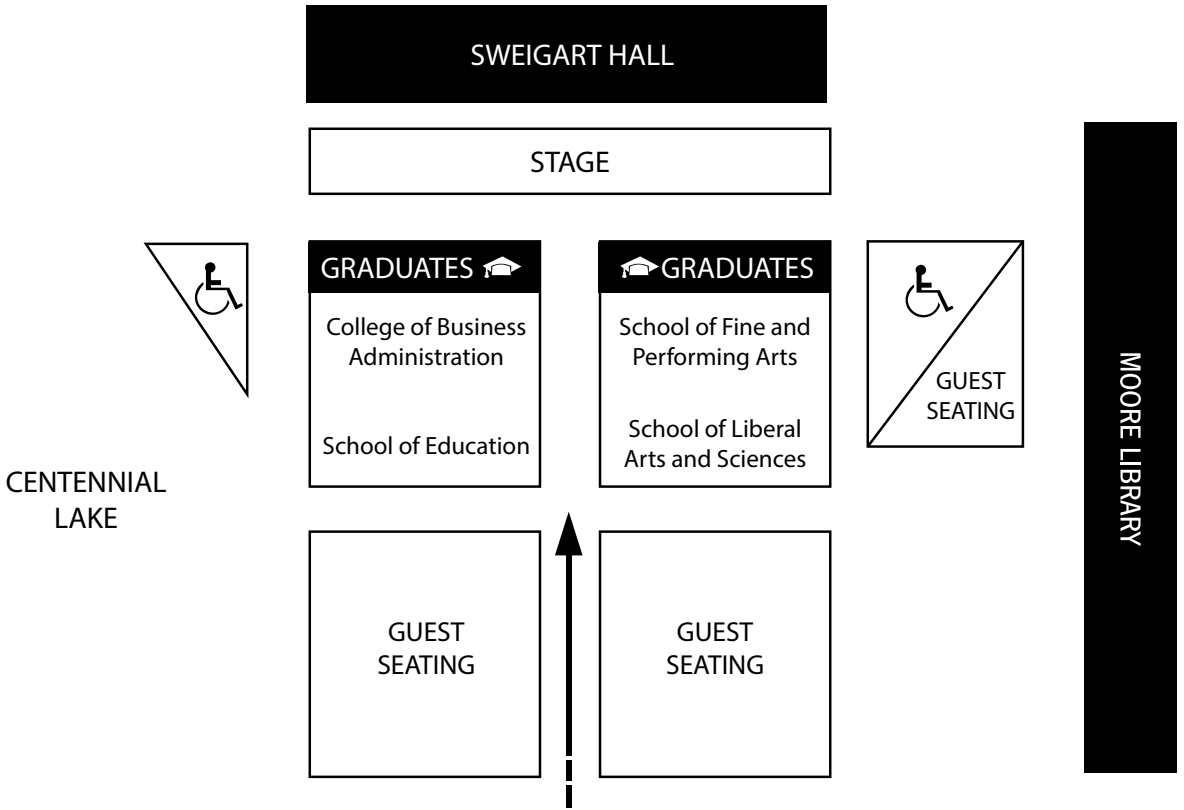 SWEIGART HALL
STAGE
GRADUATES
College of Business
Administration
School of Education
GRADUATES
School of Fine and
Performing Arts
School of Liberal
Arts and Sciences
GUEST
SEATING
MOORE LIBRARY
CENTENNIAL
LAKE
GUEST
SEATING
GUEST
SEATING